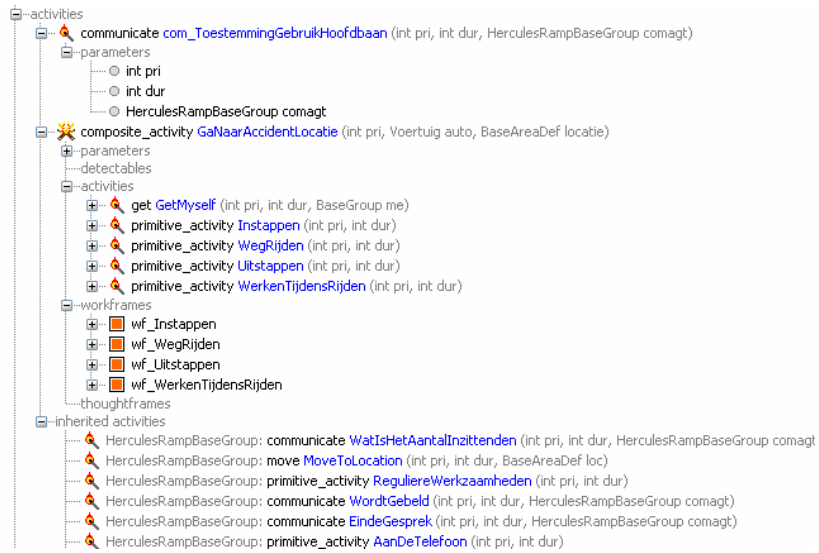 activities
communicate com_ToestemmingGebruikHoofdbaan (int pri, int dur, HerculesRampBaseGroup comagt)
parameters
int pri
int dur
HerculesRampBaseGroup comagt
composite_activity GaNaarAccidentLocatie (int pri, Voertuig auto, BaseAreaDef locatie)
parameters
detectables
activities
get GetMyself (int pri, int dur, BaseGroup me)
primitive_activity Instappen (int pri, int dur)
primitive_activity WegRijden (int pri, int dur)
primitive_activity Uitstappen (int pri, int dur)
primitive_activity WerkenTijdensRijden (int pri, int dur)
workframes
wf_Instappen
wf_WegRijden
wf_Uitstappen
wf_WerkenTijdensRijden
thoughtframes
inherited activities
HerculesRampBaseGroup: communicate WatIsHetAantalInzittenden (int pri, int dur, HerculesRampBaseGroup comagt
HerculesRampBaseGroup: move MoveToLocation (int pri, int dur, BaseAreaDef loc)
HerculesRampBaseGroup: primitive_activity ReguliereWerkzaamheden (int pri, int dur)
HerculesRampBaseGroup: communicate WordtGebeld (int pri, int dur, HerculesRampBaseGroup comagt)
HerculesRampBaseGroup: communicate EindeGesprek (int pri, int dur, HerculesRampBaseGroup comagt)
HerculesRampBaseGroup: primitive_activity AanDeTelefoon (int pri, int dur)